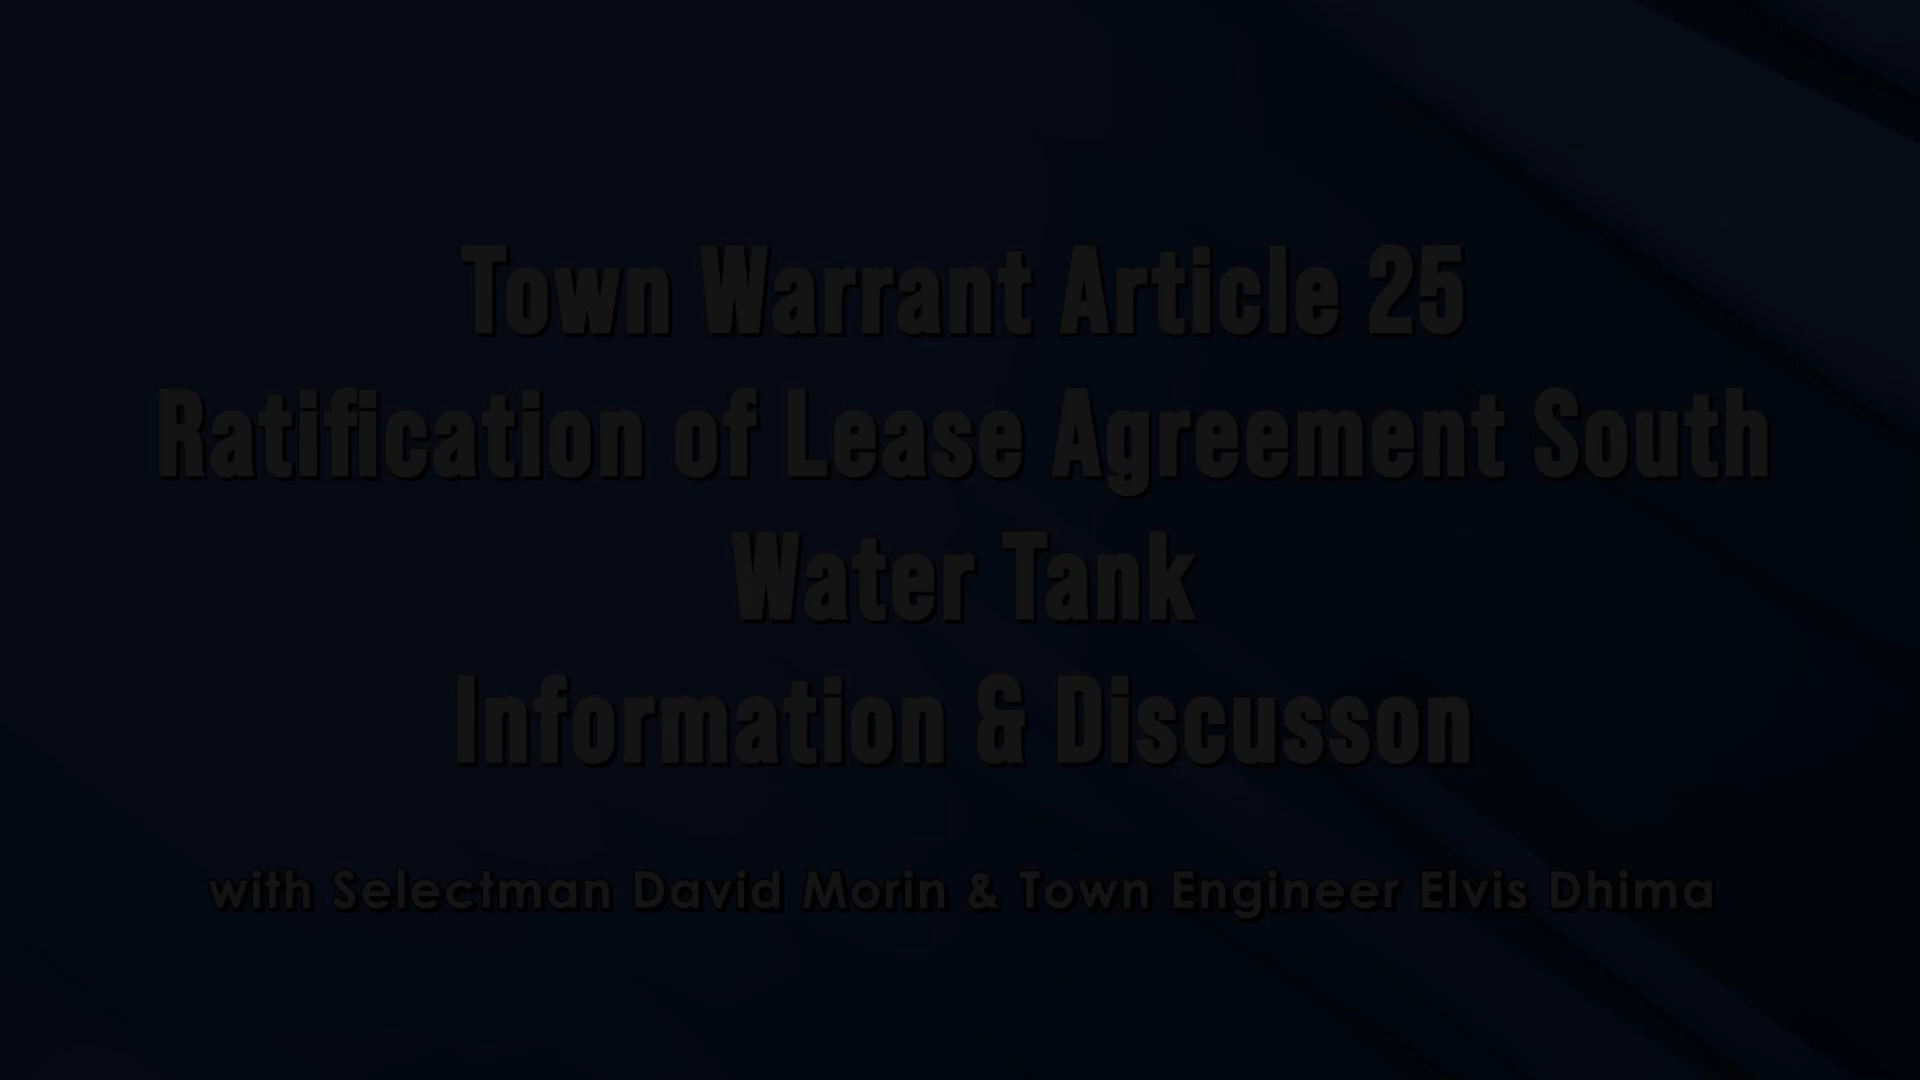 Town Warrant Article 25
Ratification of Lease Agreement South
Water Tank
Information & Discusson
with Selectman David Morin & Town Engineer Elvis Dhima